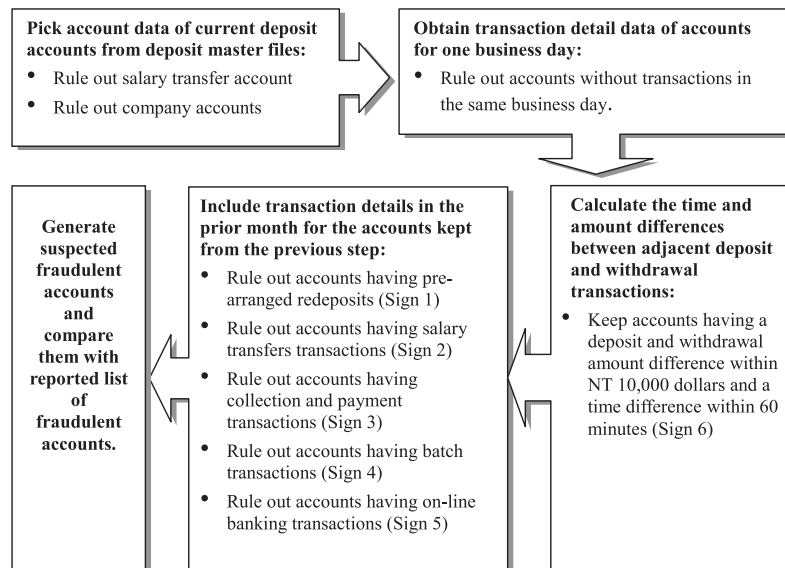 Pick account data of current deposit
accounts from deposit master files:
• Rule out salary transfer account
• Rule out company accounts
Obtain transaction detail data of accounts
for one business day:
• Rule out accounts without transactions in
the same business day.
Calculate the time and
amount differences
between adjacent deposit
and withdrawal
transactions:
• Keep accounts having a
deposit and withdrawal
amount difference within
NT 10,000 dollars and a
time difference within 60
minutes (Sign 6)
Include transaction details in the
prior month for the accounts kept
from the previous step:
• Rule out accounts having pre-
arranged redeposits (Sign 1)
• Rule out accounts having salary
transfers transactions (Sign 2)
• Rule out accounts having
collection and payment
transactions (Sign 3)
• Rule out accounts having batch
transactions (Sign 4)
• Rule out accounts having on-line
banking transactions (Sign 5)
Generate
suspected
fraudulent
accounts
and
compare
them with
reported list
of
fraudulent
accounts.